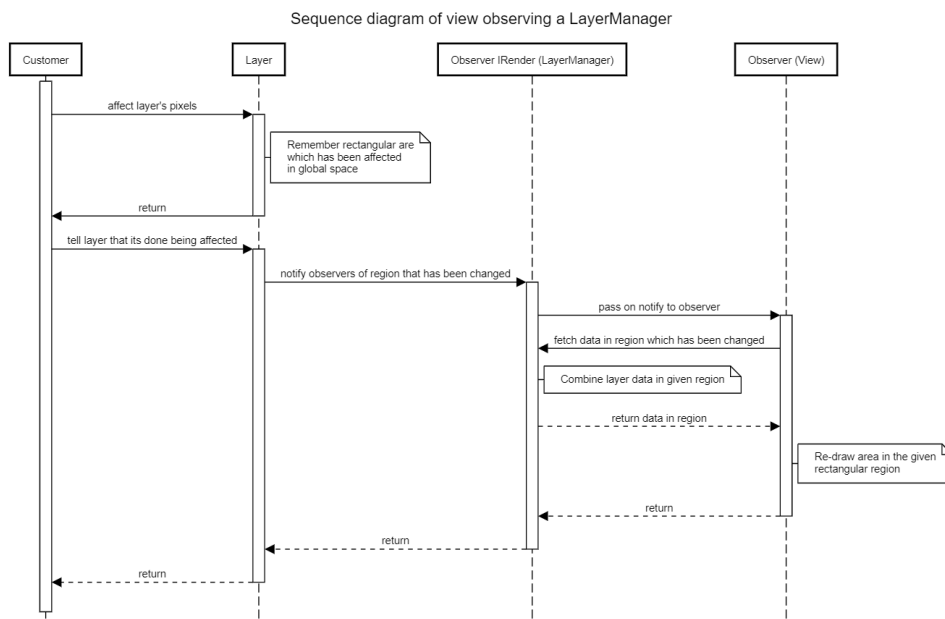 Sequence diagram of view observing a LayerManager
Customer
Layer
Observer IRender (LayerManager)
Observer (View)
affect layer's pixels
Remember rectangular are
which has been affected
in global space
return
tell layer that its done being affected
notify observers of region that has been changed
pass on notify to observer
fetch data in region which has been changed
Combine layer data in given region
return data in region
Re-draw area in the given
rectangular region
return
return
return